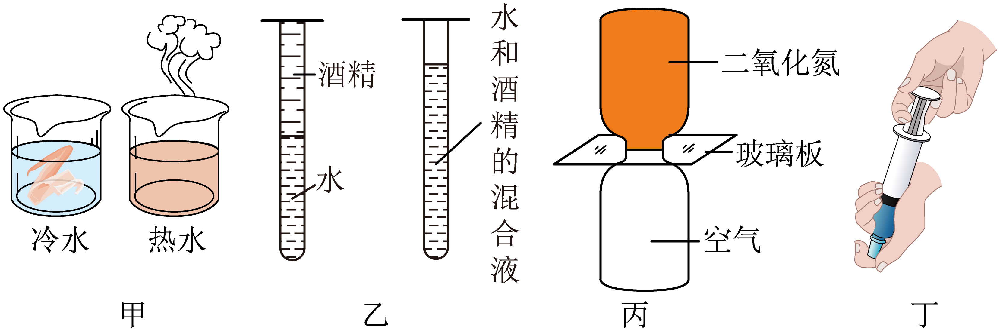 冷水
热水
甲
酒精
水
水和酒精的混合液
乙
二氧化氮
玻璃板
空气
丙
丁